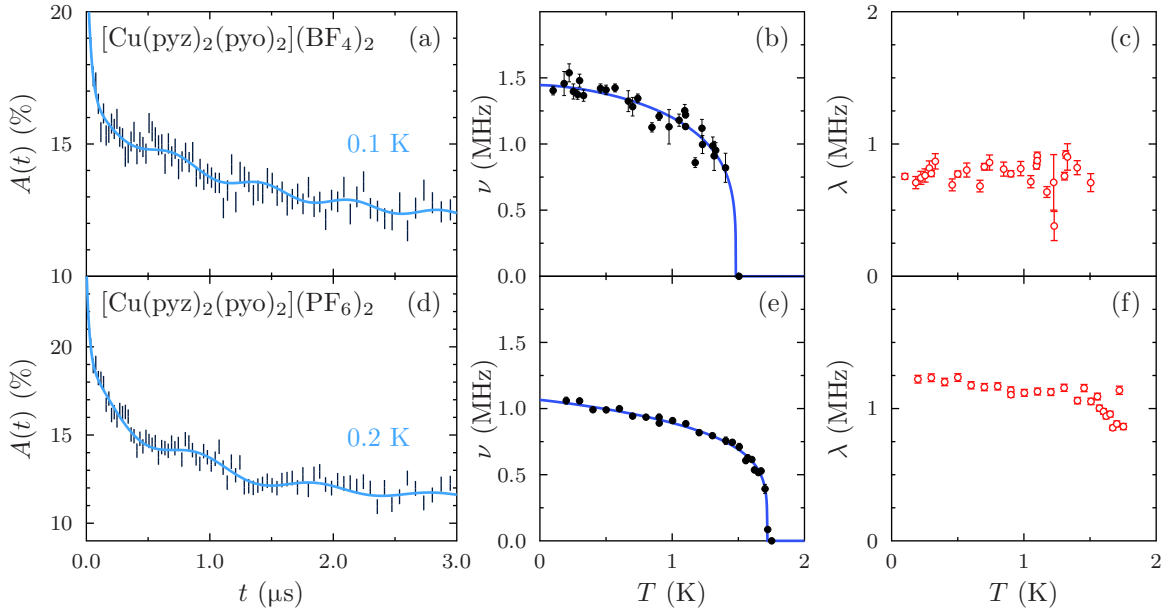 [Cu(pyz)₂(pyo)₂](BF₄)₂ (a)
0.1 K
A(t) (%)
20
15
10
(b)
ν (MHz)
1.5
1.0
0.5
0.0
(c)
λ
2
1
0
[Cu(pyz)₂(pyo)₂](PF₆)₂ (d)
0.2 K
A(t) (%)
20
15
10
0.0 1.0 2.0 3.0
t (μs)
(e)
ν (MHz)
1.5
1.0
0.5
0.0
0 1 2
T (K)
(f)
λ
2
1
0
0 1 2
T (K)